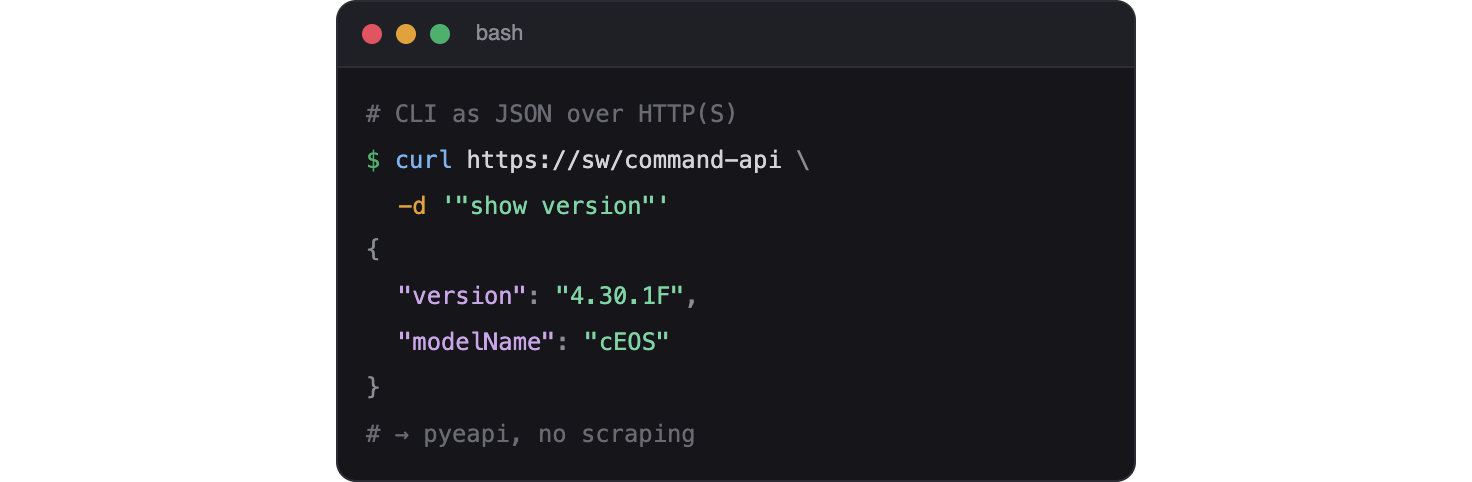 bash
# CLI as JSON over HTTP(S)
$ curl https://sw/command-api \
-d '"show version"'
{
"version": "4.30.1F",
"modelName": "cEOS"
}
# → pyeapi, no scraping